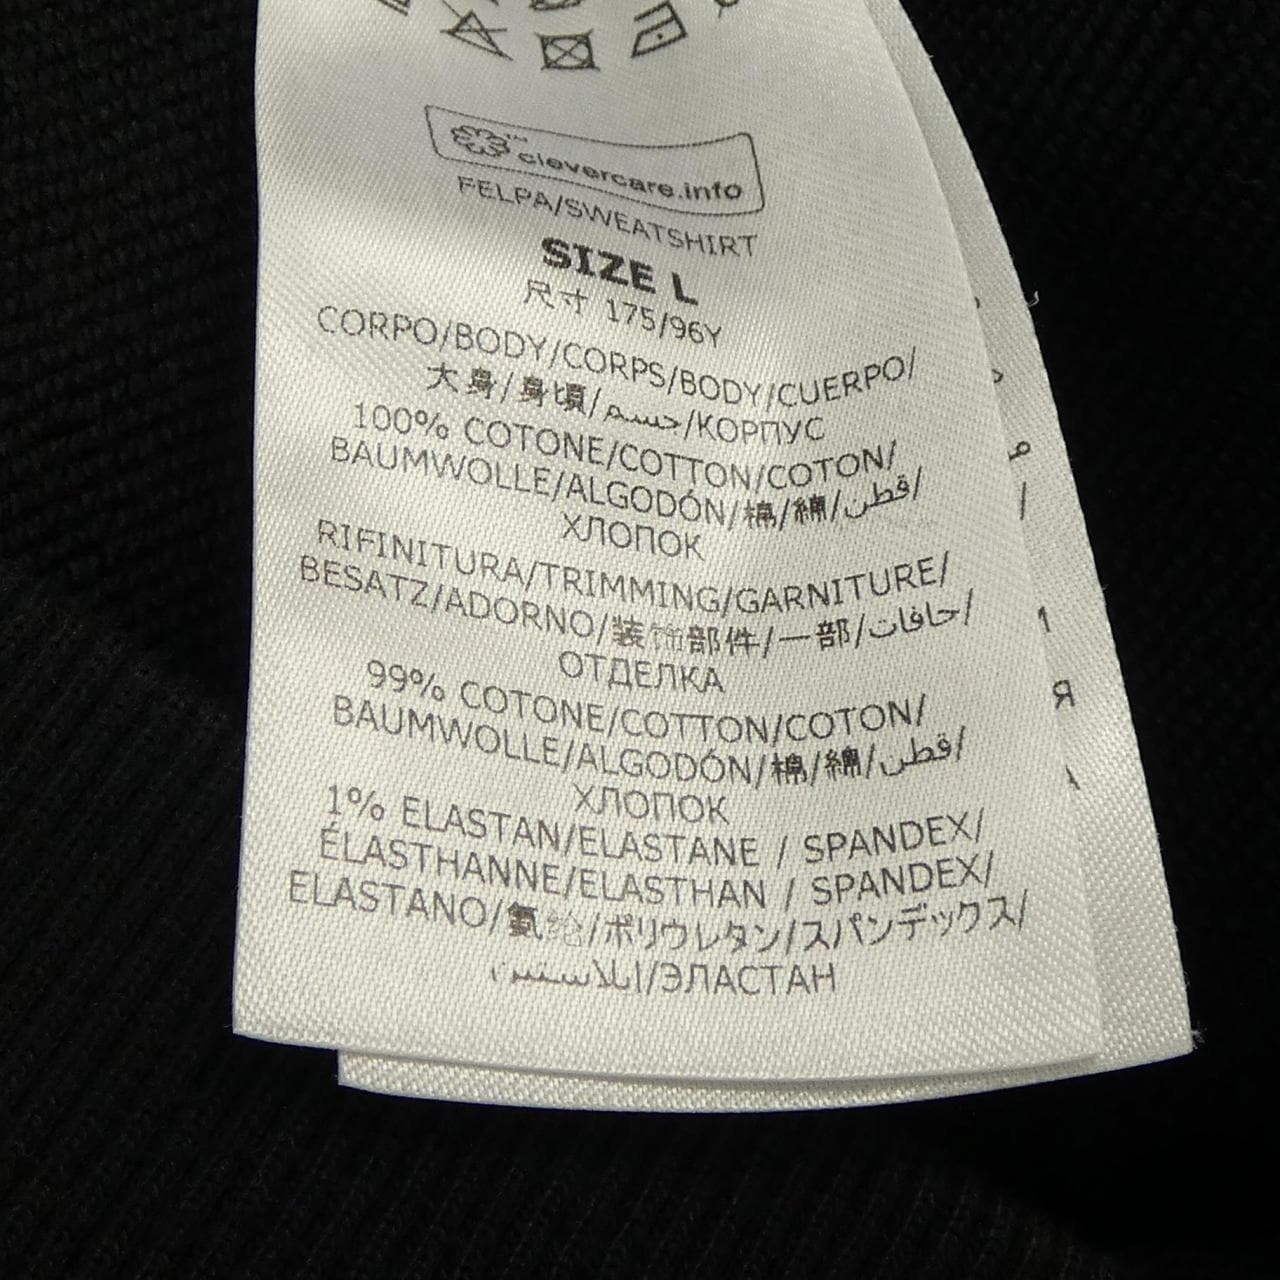 clevercare.info
FELPA/SWEATSHIRT
SIZE L
尺寸 175/96Y
CORPO/BODY/CORPS/BODY/CUERPO/
大身/身頃/جسم/КОРПУС
100% COTONE/COTTON/COTON/
BAUMWOLLE/ALGODÓN/棉/綿/قطن/
ХЛОПОК
RIFINITURA/TRIMMING/GARNITURE/
BESATZ/ADORNO/装饰部件/一部/حافات/
ОТДЕЛКА
99% COTONE/COTTON/COTON/
BAUMWOLLE/ALGODÓN/棉/綿/قطن/
ХЛОПОК
1% ELASTAN/ELASTANE / SPANDEX/
ÉLASTHANNE/ELASTHAN / SPANDEX/
ELASTANO/氨纶/ポリウレタン/スパンデックス/
/ЭЛАСТАН